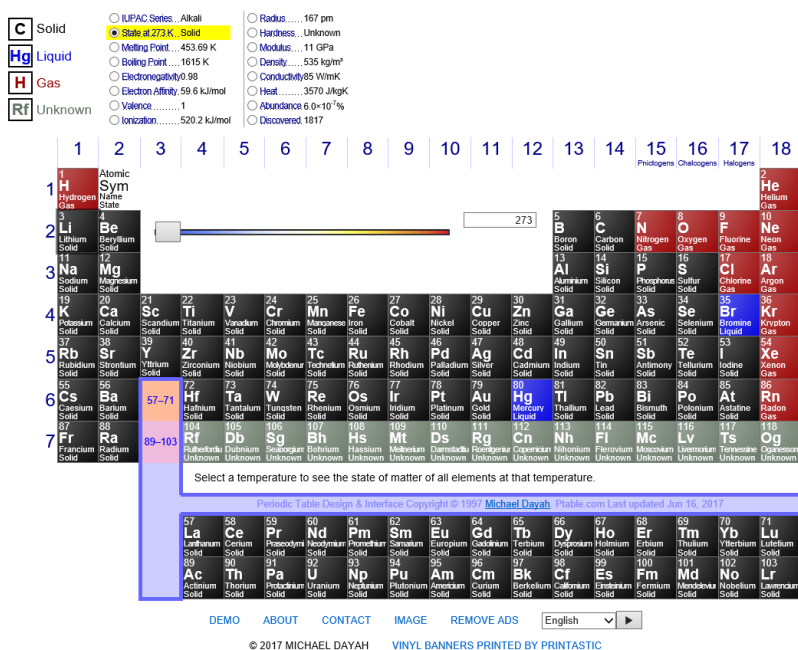 C Solid
Hg Liquid
H Gas
Rf Unknown
IUPAC Series... Alkali
State at 273 K.. Solid
Melting Point... 453.69 K
Boiling Point.... 1615 K
Electronegativity 0.98
Electron Affinity. 59.6 kJ/mol
Valence......... 1
Ionization....... 520.2 kJ/mol
Radius...... 167 pm
Hardness... Unknown
Modulus.... 11 GPa
Density..... 535 kg/m³
Conductivity 85 W/mK
Heat........ 3570 J/kgK
Abundance 6.0×10⁻⁷%
Discovered. 1817
1 2 3 4 5 6 7 8 9 10 11 12 13 14 15 16 17 18
Pnictogens Chalcogens Halogens
1
1 H Hydrogen Gas
Atomic Sym Name State
2 He Helium Gas
2
3 Li Lithium Solid
4 Be Beryllium Solid
273
5 B Boron Solid
6 C Carbon Solid
7 N Nitrogen Gas
8 O Oxygen Gas
9 F Fluorine Gas
10 Ne Neon Gas
3
11 Na Sodium Solid
12 Mg Magnesium Solid
13 Al Aluminium Solid
14 Si Silicon Solid
15 P Phosphorus Solid
16 S Sulfur Solid
17 Cl Chlorine Gas
18 Ar Argon Gas
4
19 K Potassium Solid
20 Ca Calcium Solid
21 Sc Scandium Solid
22 Ti Titanium Solid
23 V Vanadium Solid
24 Cr Chromium Solid
25 Mn Manganese Solid
26 Fe Iron Solid
27 Co Cobalt Solid
28 Ni Nickel Solid
29 Cu Copper Solid
30 Zn Zinc Solid
31 Ga Gallium Solid
32 Ge Germanium Solid
33 As Arsenic Solid
34 Se Selenium Solid
35 Br Bromine Liquid
36 Kr Krypton Gas
5
37 Rb Rubidium Solid
38 Sr Strontium Solid
39 Y Yttrium Solid
40 Zr Zirconium Solid
41 Nb Niobium Solid
42 Mo Molybdenur Solid
43 Tc Technetium Solid
44 Ru Ruthenium Solid
45 Rh Rhodium Solid
46 Pd Palladium Solid
47 Ag Silver Solid
48 Cd Cadmium Solid
49 In Indium Solid
50 Sn Tin Solid
51 Sb Antimony Solid
52 Te Tellurium Solid
53 I Iodine Solid
54 Xe Xenon Gas
6
55 Cs Caesium Solid
56 Ba Barium Solid
57–71
72 Hf Hafnium Solid
73 Ta Tantalum Solid
74 W Tungsten Solid
75 Re Rhenium Solid
76 Os Osmium Solid
77 Ir Iridium Solid
78 Pt Platinum Solid
79 Au Gold Solid
80 Hg Mercury Liquid
81 Tl Thallium Solid
82 Pb Lead Solid
83 Bi Bismuth Solid
84 Po Polonium Solid
85 At Astatine Solid
86 Rn Radon Gas
7
87 Fr Francium Solid
88 Ra Radium Solid
89–103
104 Rf Rutherfordiu Unknown
105 Db Dubnium Unknown
106 Sg Seaborgium Unknown
107 Bh Bohrium Unknown
108 Hs Hassium Unknown
109 Mt Meitnerium Unknown
110 Ds Darmstadtiu Unknown
111 Rg Roentgeniur Unknown
112 Cn Copernicium Unknown
113 Nh Nihonium Unknown
114 Fl Flerovium Unknown
115 Mc Moscovium Unknown
116 Lv Livermorium Unknown
117 Ts Tennessine Unknown
118 Og Oganesson Unknown
Select a temperature to see the state of matter of all elements at that temperature.
Periodic Table Design & Interface Copyright © 1997 Michael Dayah. Ptable.com Last updated Jun 16, 2017
57 La Lanthanum Solid
58 Ce Cerium Solid
59 Pr Praseodymi Solid
60 Nd Neodymium Solid
61 Pm Promethium Solid
62 Sm Samarium Solid
63 Eu Europium Solid
64 Gd Gadolinium Solid
65 Tb Terbium Solid
66 Dy Dysprosium Solid
67 Ho Holmium Solid
68 Er Erbium Solid
69 Tm Thulium Solid
70 Yb Ytterbium Solid
71 Lu Lutetium Solid
89 Ac Actinium Solid
90 Th Thorium Solid
91 Pa Protactinium Solid
92 U Uranium Solid
93 Np Neptunium Solid
94 Pu Plutonium Solid
95 Am Americium Solid
96 Cm Curium Solid
97 Bk Berkelium Solid
98 Cf Californium Solid
99 Es Einsteinium Solid
100 Fm Fermium Solid
101 Md Mendeleviur Solid
102 No Nobelium Solid
103 Lr Lawrencium Solid
DEMO ABOUT CONTACT IMAGE REMOVE ADS English
© 2017 MICHAEL DAYAH VINYL BANNERS PRINTED BY PRINTASTIC